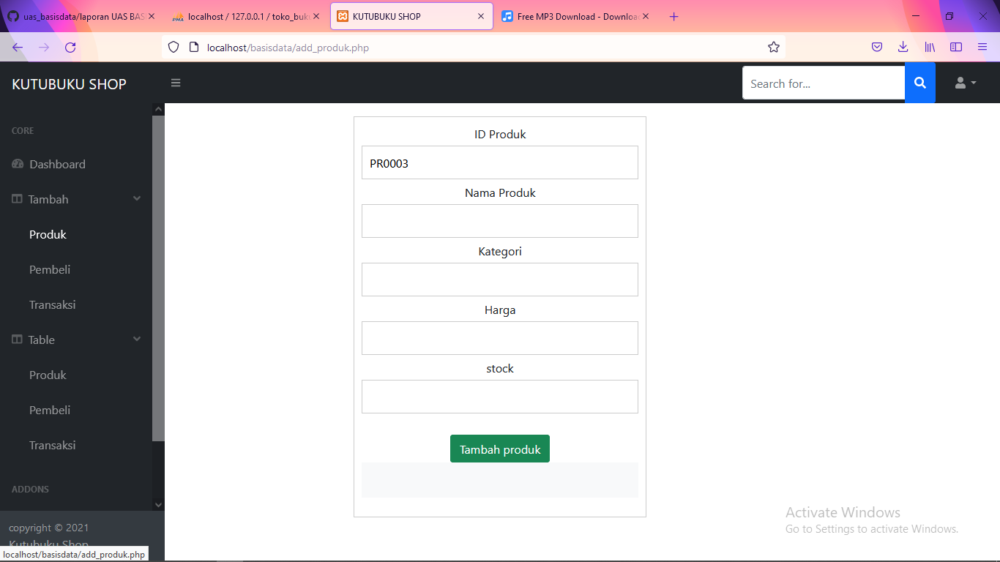 uas_basisdata/laporan UAS BASI
localhost / 127.0.0.1 / toko_buku
KUTUBUKU SHOP
Free MP3 Download - Download
localhost/basisdata/add_produk.php
KUTUBUKU SHOP
Search for...
CORE
Dashboard
Tambah
Produk
Pembeli
Transaksi
Table
Produk
Pembeli
Transaksi
ADDONS
copyright © 2021
Kutubuku Shop
localhost/basisdata/add_produk.php
ID Produk
PR0003
Nama Produk
Kategori
Harga
stock
Tambah produk
Activate Windows
Go to Settings to activate Windows.